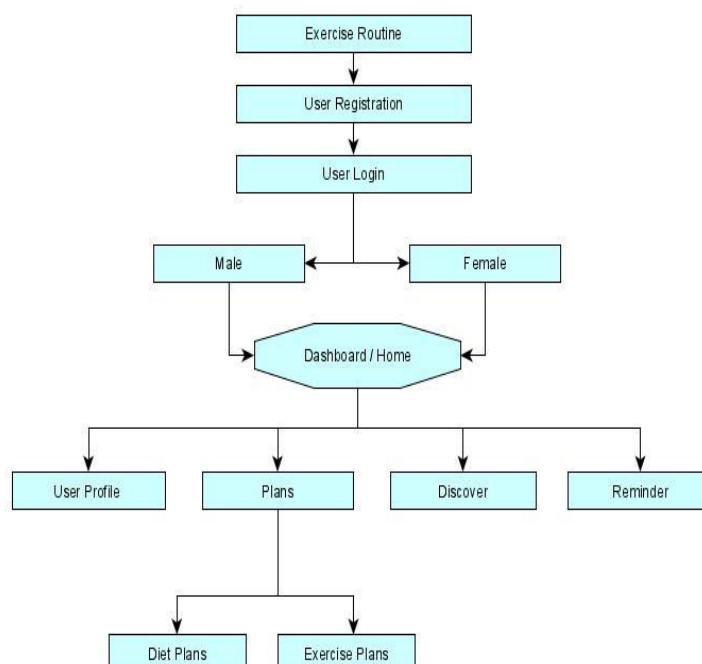 Exercise Routine
User Registration
User Login
Male
Female
Dashboard / Home
User Profile
Plans
Discover
Reminder
Diet Plans
Exercise Plans